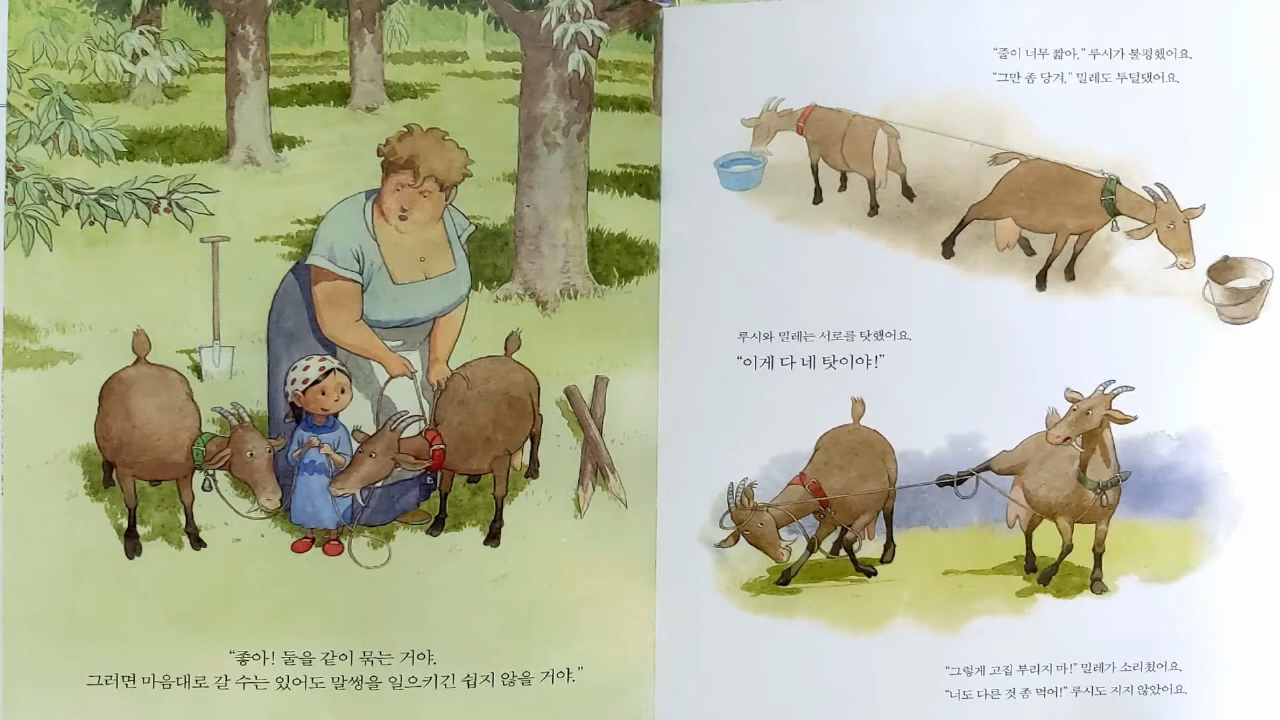 “좋아! 둘을 같이 묶는 거야.
그러면 마음대로 갈 수는 있어도 말썽을 일으키긴 쉽지 않을 거야.”
“줄이 너무 짧아.” 루시가 불평했어요.
“그만 좀 당겨.” 밀레도 투덜댔어요.
루시와 밀레는 서로를 탓했어요.
“이게 다 네 탓이야!”
“그렇게 고집 부리지 마!” 밀레가 소리쳤어요.
“너도 다른 것 좀 먹어!” 루시도 지지 않았어요.